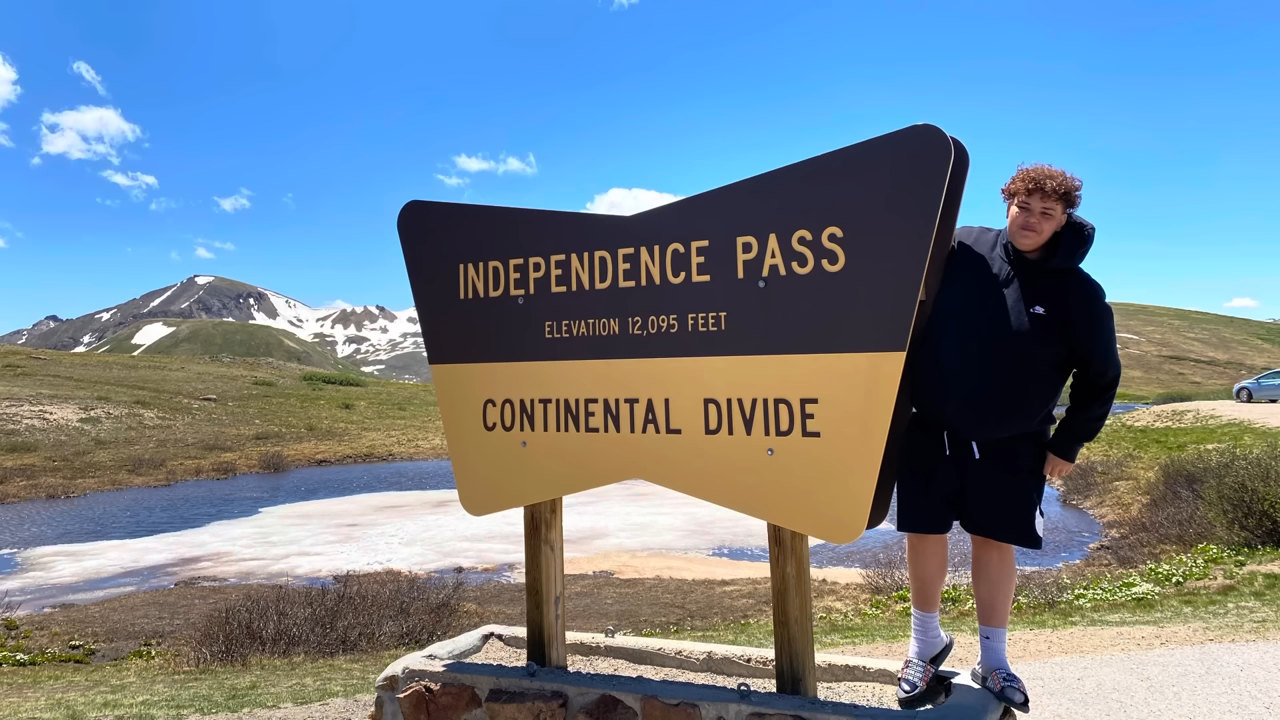 INDEPENDENCE PASS
ELEVATION 12,095 FEET
CONTINENTAL DIVIDE